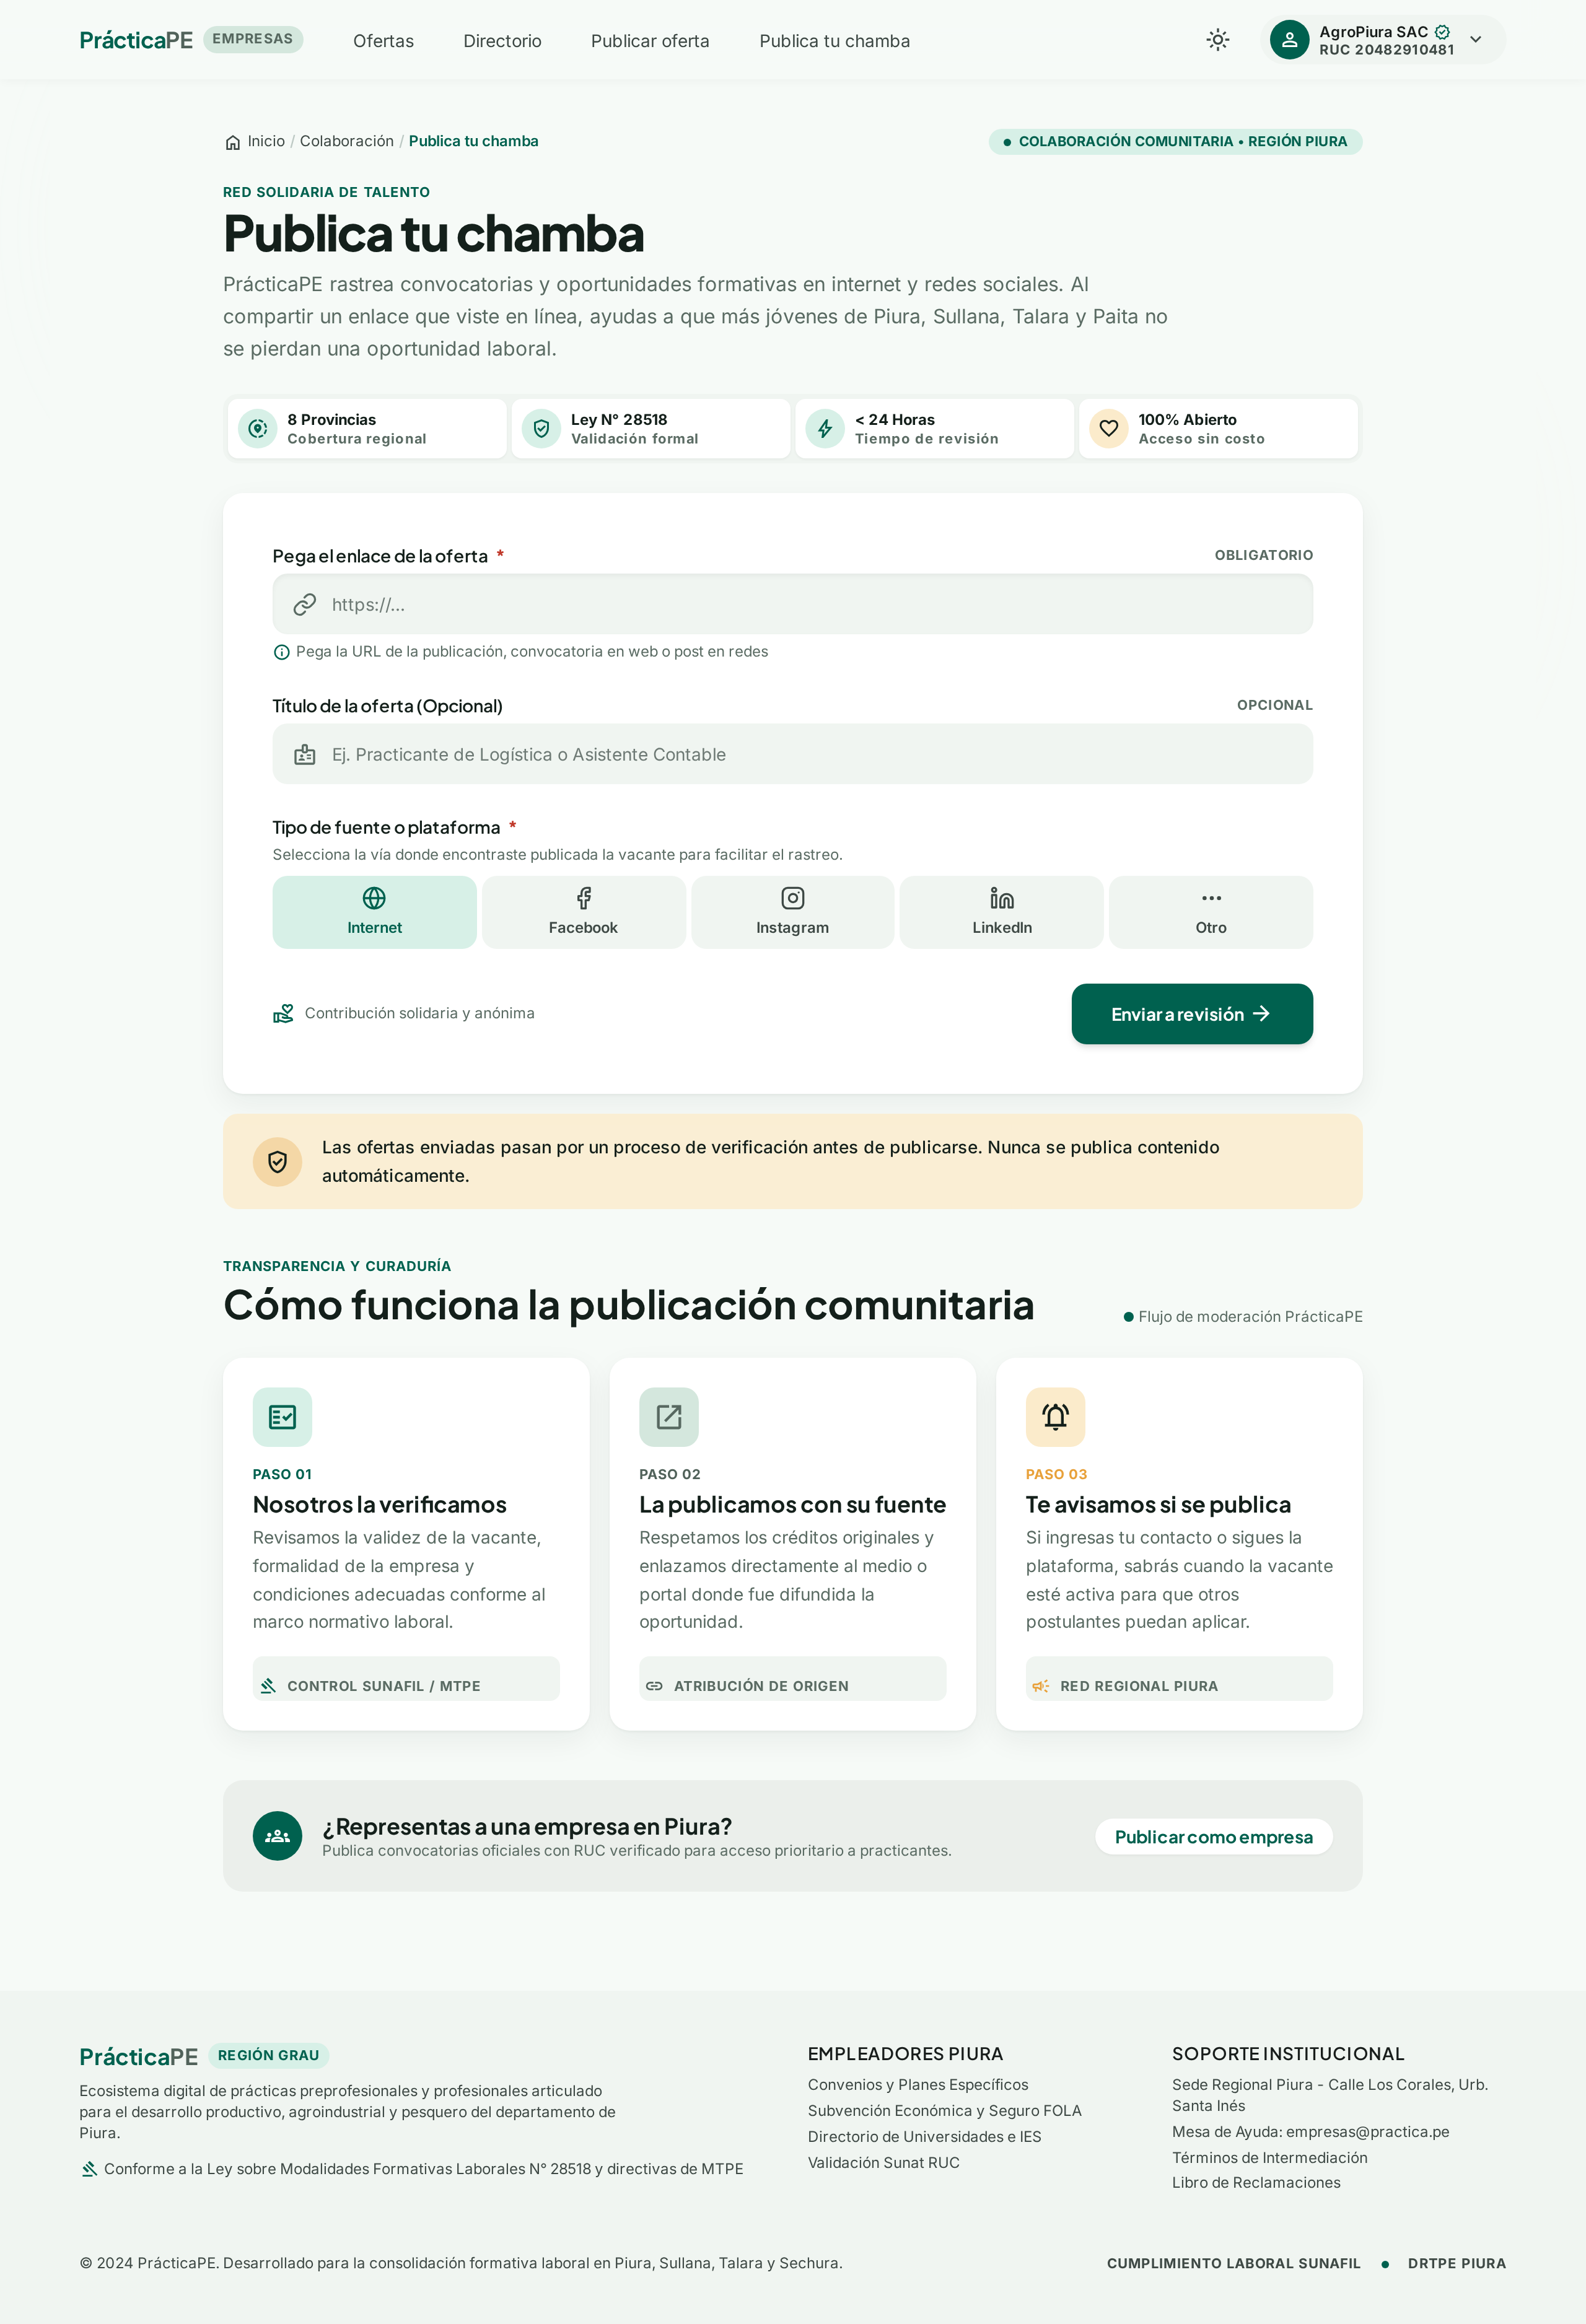 PrácticaPE EMPRESAS Ofertas Directorio Publicar oferta Publica tu chamba AgroPiura SAC
RUC 20482910481
Inicio / Colaboración / Publica tu chamba
COLABORACIÓN COMUNITARIA • REGIÓN PIURA
RED SOLIDARIA DE TALENTO
Publica tu chamba
PrácticaPE rastrea convocatorias y oportunidades formativas en internet y redes sociales. Al
compartir un enlace que viste en línea, ayudas a que más jóvenes de Piura, Sullana, Talara y Paita no
se pierdan una oportunidad laboral.
8 Provincias
Cobertura regional
Ley N° 28518
Validación formal
< 24 Horas
Tiempo de revisión
100% Abierto
Acceso sin costo
Pega el enlace de la oferta *
OBLIGATORIO
https://...
Pega la URL de la publicación, convocatoria en web o post en redes
Título de la oferta (Opcional)
OPCIONAL
Ej. Practicante de Logística o Asistente Contable
Tipo de fuente o plataforma *
Selecciona la vía donde encontraste publicada la vacante para facilitar el rastreo.
Internet
Facebook
Instagram
LinkedIn
Otro
Contribución solidaria y anónima
Enviar a revisión
Las ofertas enviadas pasan por un proceso de verificación antes de publicarse. Nunca se publica contenido
automáticamente.
TRANSPARENCIA Y CURADURÍA
Cómo funciona la publicación comunitaria
Flujo de moderación PrácticaPE
PASO 01
Nosotros la verificamos
Revisamos la validez de la vacante,
formalidad de la empresa y
condiciones adecuadas conforme al
marco normativo laboral.
CONTROL SUNAFIL / MTPE
PASO 02
La publicamos con su fuente
Respetamos los créditos originales y
enlazamos directamente al medio o
portal donde fue difundida la
oportunidad.
ATRIBUCIÓN DE ORIGEN
PASO 03
Te avisamos si se publica
Si ingresas tu contacto o sigues la
plataforma, sabrás cuando la vacante
esté activa para que otros
postulantes puedan aplicar.
RED REGIONAL PIURA
¿Representas a una empresa en Piura?
Publica convocatorias oficiales con RUC verificado para acceso prioritario a practicantes.
Publicar como empresa
PrácticaPE REGIÓN GRAU
Ecosistema digital de prácticas preprofesionales y profesionales articulado
para el desarrollo productivo, agroindustrial y pesquero del departamento de
Piura.
Conforme a la Ley sobre Modalidades Formativas Laborales N° 28518 y directivas de MTPE
EMPLEADORES PIURA
Convenios y Planes Específicos
Subvención Económica y Seguro FOLA
Directorio de Universidades e IES
Validación Sunat RUC
SOPORTE INSTITUCIONAL
Sede Regional Piura - Calle Los Corales, Urb.
Santa Inés
Mesa de Ayuda: empresas@practica.pe
Términos de Intermediación
Libro de Reclamaciones
© 2024 PrácticaPE. Desarrollado para la consolidación formativa laboral en Piura, Sullana, Talara y Sechura.
CUMPLIMIENTO LABORAL SUNAFIL • DRTPE PIURA